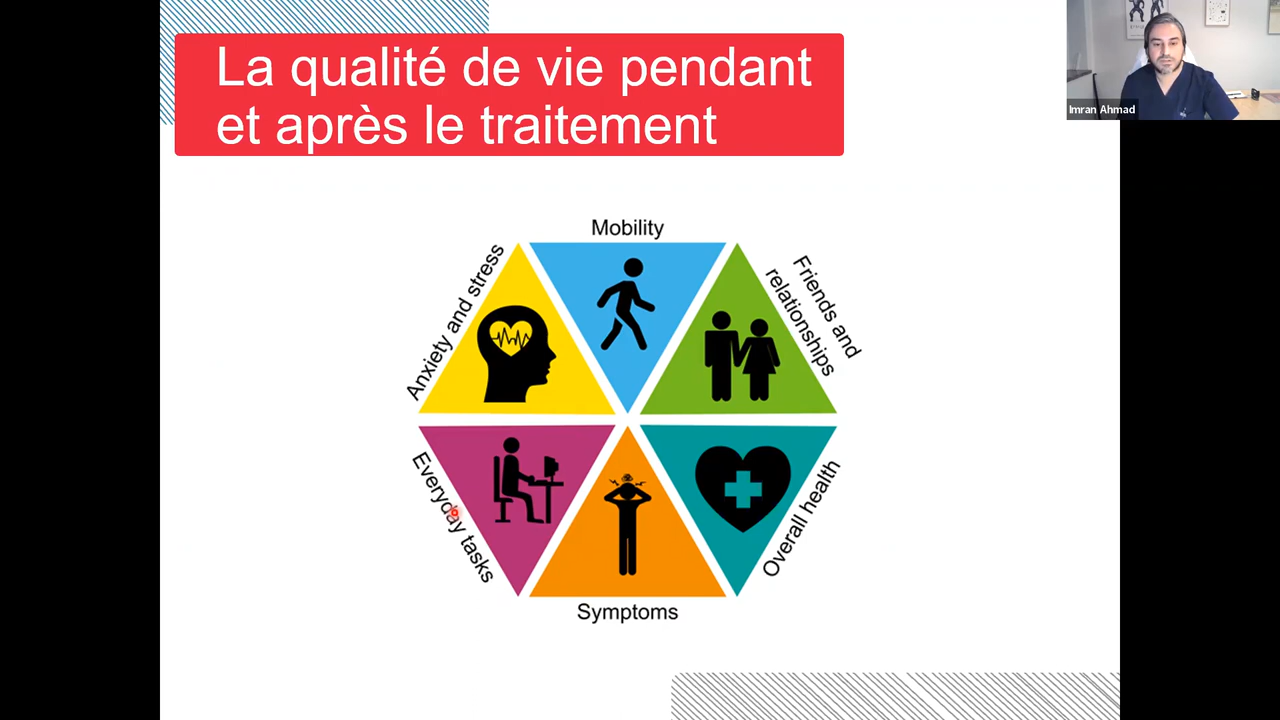 La qualité de vie pendant
et après le traitement
Imran Ahmad
Mobility
Anxiety and stress
Friends and
relationships
Everyday tasks
Overall health
Symptoms